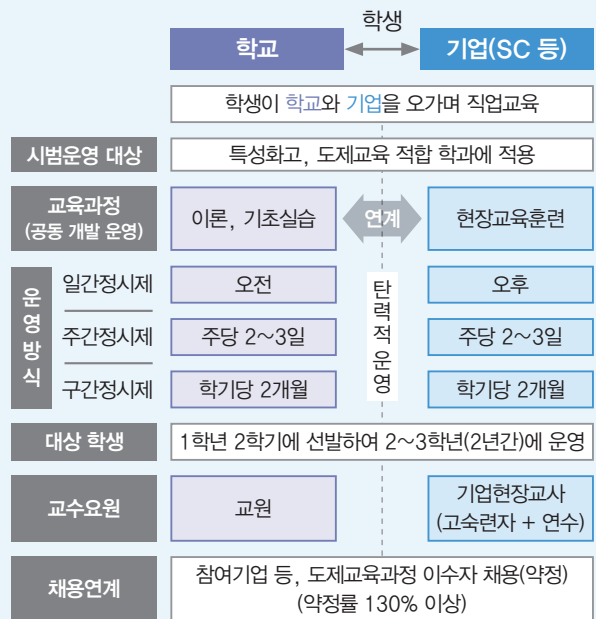 학생
학교
기업(SC 등)
학생이 학교와 기업을 오가며 직업교육
시범운영 대상
특성화고, 도제교육 적합 학과에 적용
교육과정
(공동 개발 운영)
이론, 기초실습
연계
현장교육훈련
운영방식
일간정시제
오전
탄력적운영
오후
주간정시제
주당 2~3일
주당 2~3일
구간정시제
학기당 2개월
학기당 2개월
대상 학생
1학년 2학기에 선발하여 2~3학년(2년간)에 운영
교수요원
교원
기업현장교사
(고숙련자 + 연수)
채용연계
참여기업 등, 도제교육과정 이수자 채용(약정)
(약정률 130% 이상)